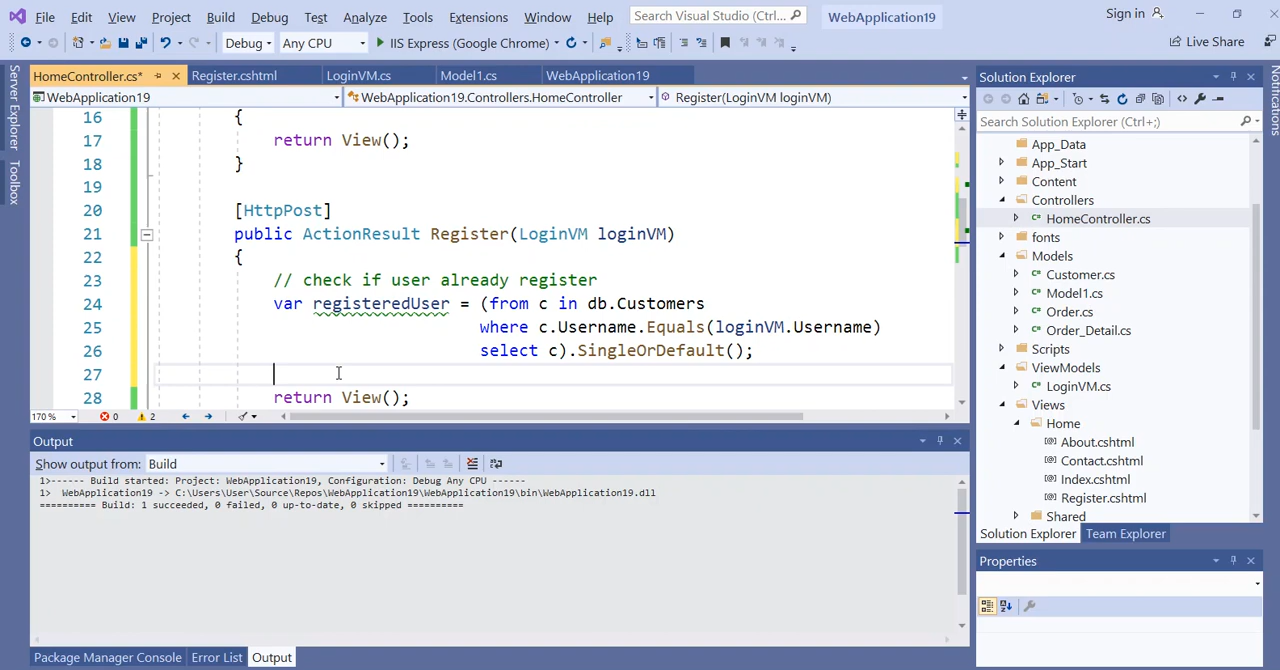 File Edit View Project Build Debug Test Analyze Tools Extensions Window Help Search Visual Studio (Ctrl... WebApplication19 Sign in
Debug Any CPU IIS Express (Google Chrome) Live Share
Server Explorer
Toolbox
Notifications
HomeController.cs* Register.cshtml LoginVM.cs Model1.cs WebApplication19
WebApplication19 WebApplication19.Controllers.HomeController Register(LoginVM loginVM)
16 {
17 return View();
18 }
19
20 [HttpPost]
21 public ActionResult Register(LoginVM loginVM)
22 {
23 // check if user already register
24 var registeredUser = (from c in db.Customers
25 where c.Username.Equals(loginVM.Username)
26 select c).SingleOrDefault();
27
28 return View();
170 % 0 2
Output
Show output from: Build
1>------ Build started: Project: WebApplication19, Configuration: Debug Any CPU ------
1> WebApplication19 -> C:\Users\User\Source\Repos\WebApplication19\WebApplication19\bin\WebApplication19.dll
========== Build: 1 succeeded, 0 failed, 0 up-to-date, 0 skipped ==========
Package Manager Console Error List Output
Solution Explorer
Search Solution Explorer (Ctrl+;)
App_Data
App_Start
Content
Controllers
HomeController.cs
fonts
Models
Customer.cs
Model1.cs
Order.cs
Order_Detail.cs
Scripts
ViewModels
LoginVM.cs
Views
Home
About.cshtml
Contact.cshtml
Index.cshtml
Register.cshtml
Shared
Solution Explorer Team Explorer
Properties